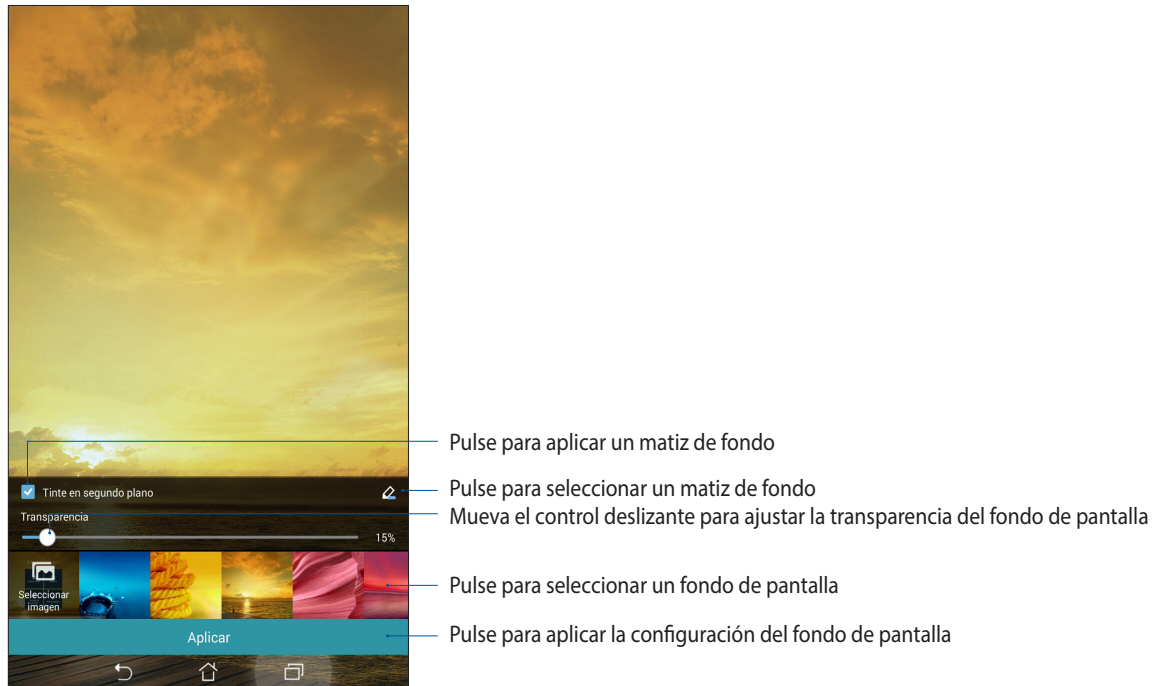 Pulse para aplicar un matiz de fondo
Tinte en segundo plano
Pulse para seleccionar un matiz de fondo
Transparencia
Mueva el control deslizante para ajustar la transparencia del fondo de pantalla
15%
Seleccionar
imagen
Pulse para seleccionar un fondo de pantalla
Aplicar
Pulse para aplicar la configuración del fondo de pantalla